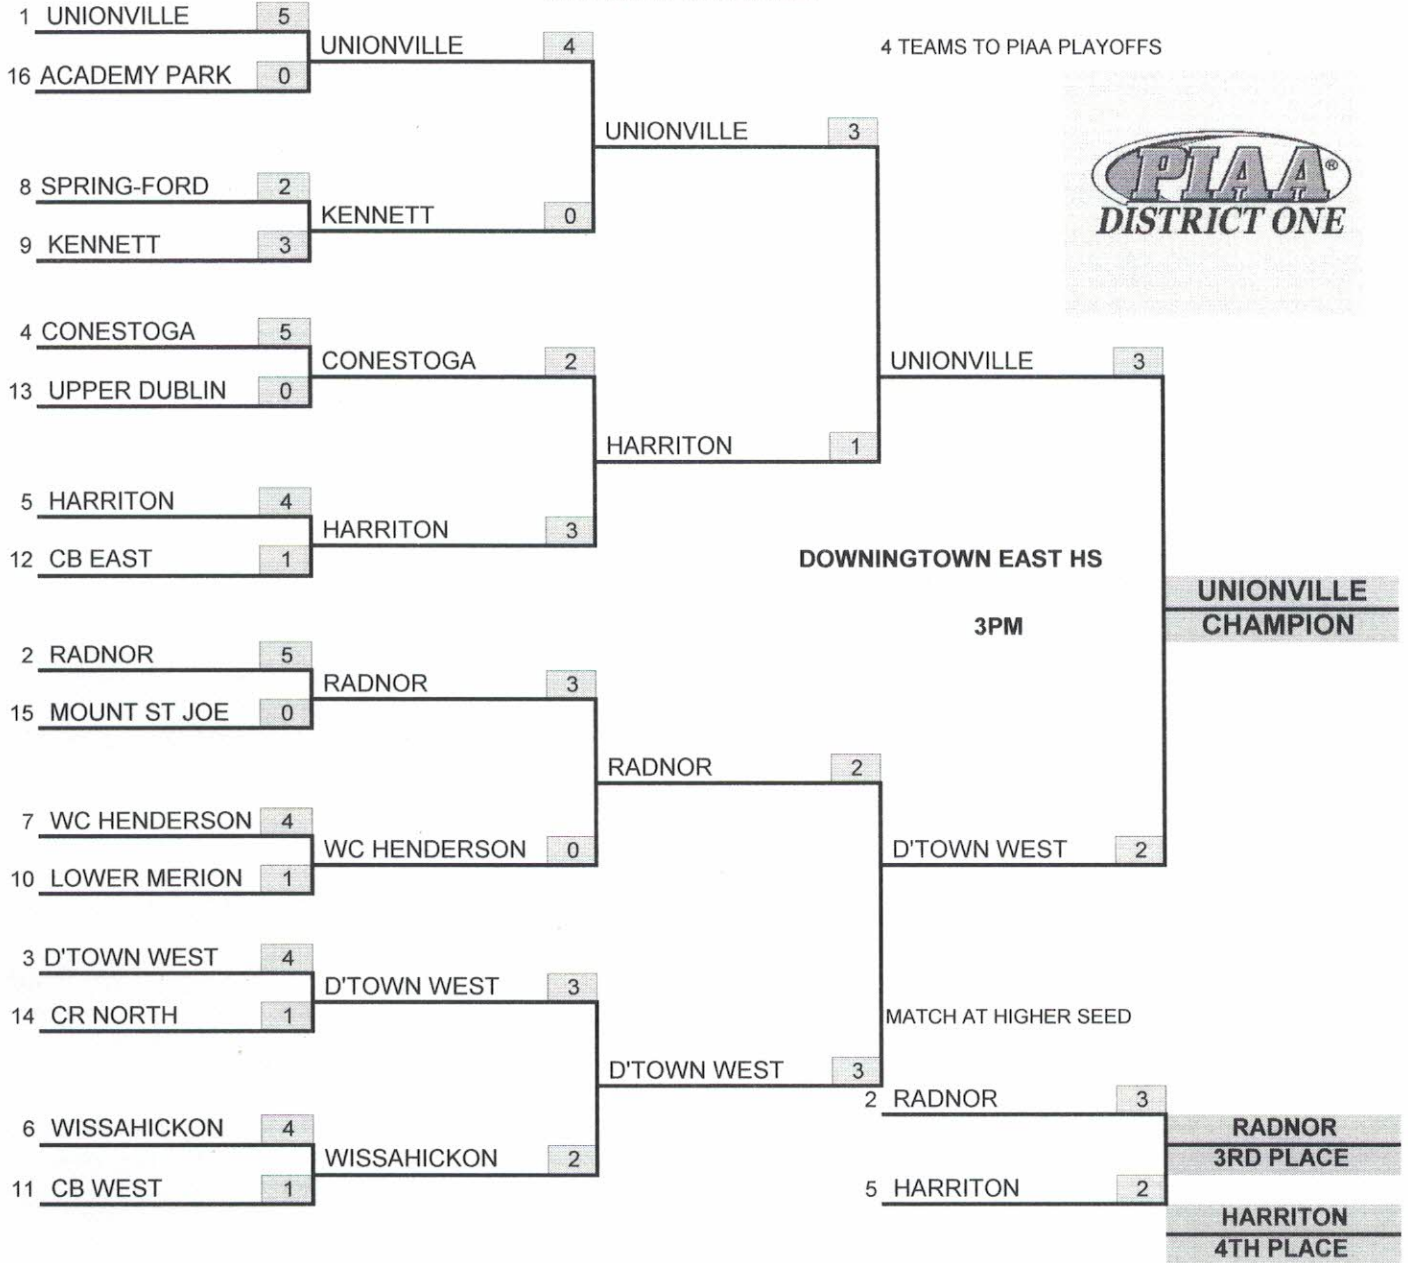 1 UNIONVILLE 5
16 ACADEMY PARK 0
UNIONVILLE 4
8 SPRING-FORD 2
9 KENNETT 3
KENNETT 0
UNIONVILLE 3
4 CONESTOGA 5
13 UPPER DUBLIN 0
CONESTOGA 2
5 HARRITON 4
12 CB EAST 1
HARRITON 3
HARRITON 1
UNIONVILLE 3
2 RADNOR 5
15 MOUNT ST JOE 0
RADNOR 3
7 WC HENDERSON 4
10 LOWER MERION 1
WC HENDERSON 0
RADNOR 2
3 D'TOWN WEST 4
14 CR NORTH 1
D'TOWN WEST 3
6 WISSAHICKON 4
11 CB WEST 1
WISSAHICKON 2
D'TOWN WEST 3
D'TOWN WEST 2
4 TEAMS TO PIAA PLAYOFFS
PIAA®
DISTRICT ONE
DOWNINGTOWN EAST HS
3PM
UNIONVILLE
CHAMPION
MATCH AT HIGHER SEED
2 RADNOR 3
5 HARRITON 2
RADNOR
3RD PLACE
HARRITON
4TH PLACE